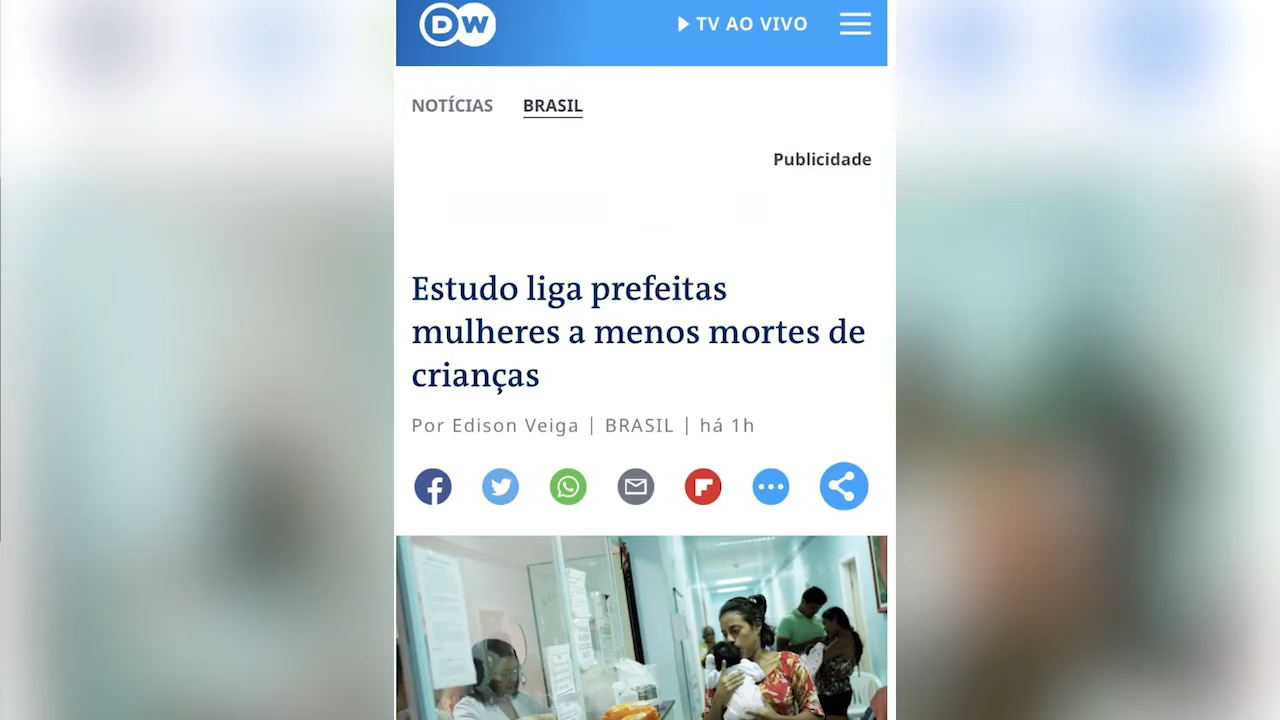 DW
TV AO VIVO
NOTÍCIAS BRASIL
Publicidade
Estudo liga prefeitas
mulheres a menos mortes de
crianças
Por Edison Veiga | BRASIL | há 1h